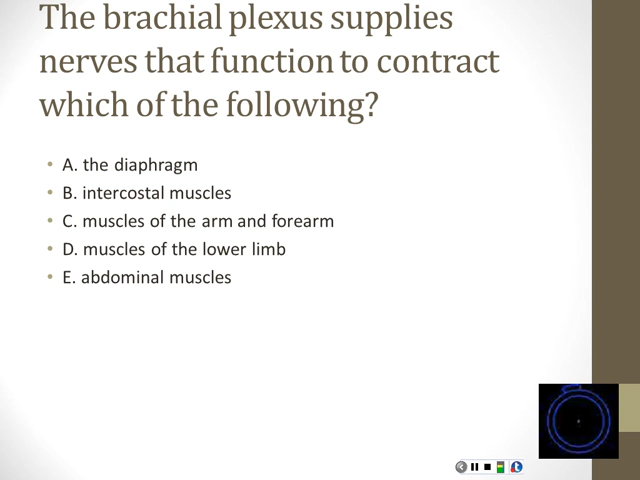 The brachial plexus supplies
nerves that function to contract
which of the following?
• A. the diaphragm
• B. intercostal muscles
• C. muscles of the arm and forearm
• D. muscles of the lower limb
• E. abdominal muscles